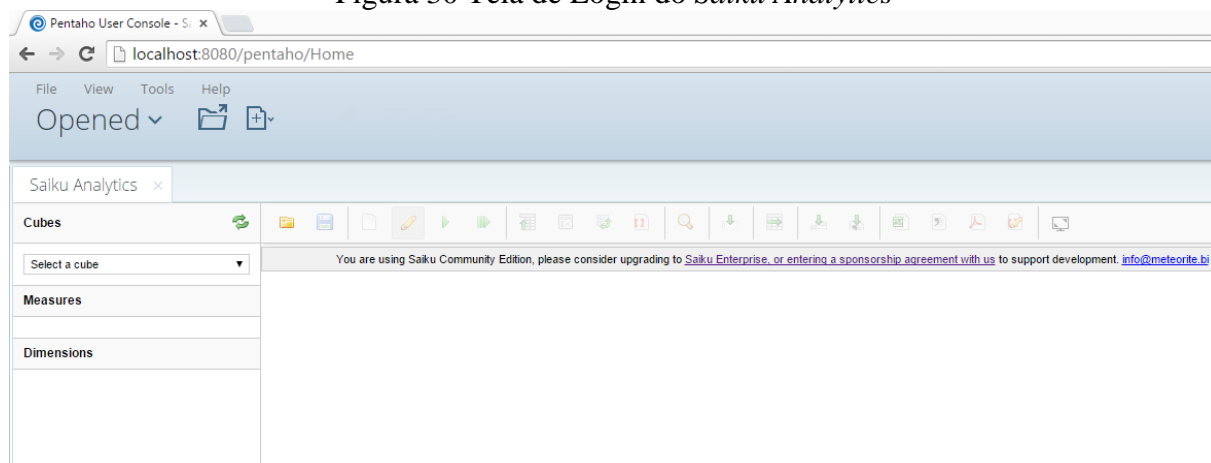 Figura 30 Tela de Login do Saiku Analytics
Pentaho User Console - S
localhost:8080/pentaho/Home
File View Tools Help
Opened
Saiku Analytics
Cubes
Select a cube
You are using Saiku Community Edition, please consider upgrading to Saiku Enterprise, or entering a sponsorship agreement with us to support development. info@meteorite.bi
Measures
Dimensions